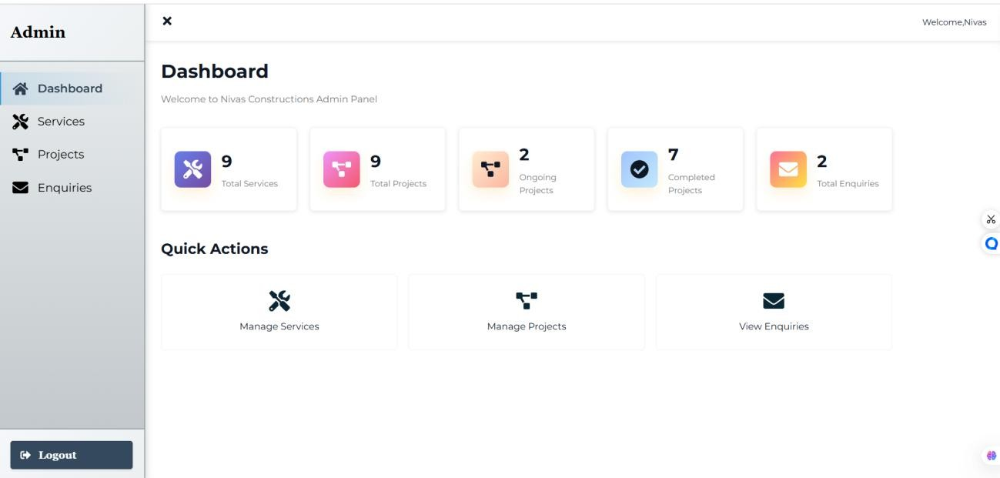 Admin
Welcome,Nivas
Dashboard
Services
Projects
Enquiries
Logout
Dashboard
Welcome to Nivas Constructions Admin Panel
9
Total Services
9
Total Projects
2
Ongoing
Projects
7
Completed
Projects
2
Total Enquiries
Quick Actions
Manage Services
Manage Projects
View Enquiries